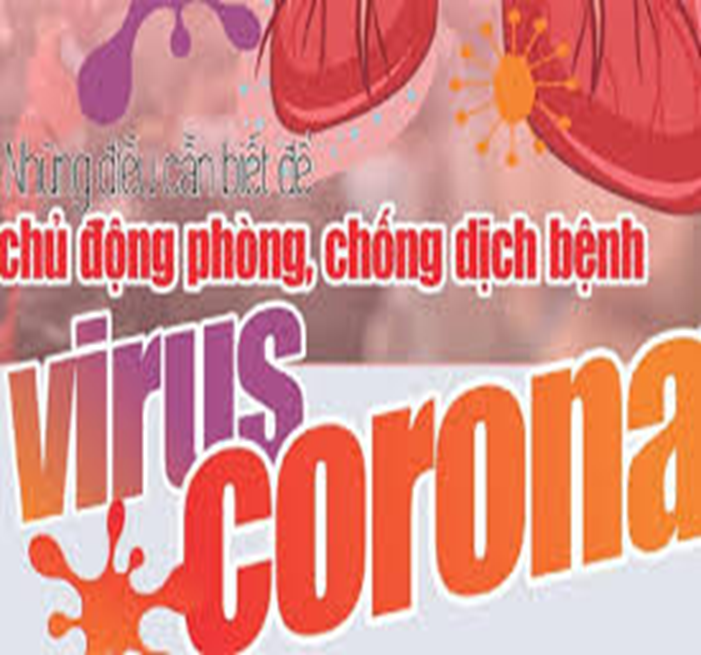 Những điều cần biết để
chủ động phòng, chống dịch bệnh
virus
corona